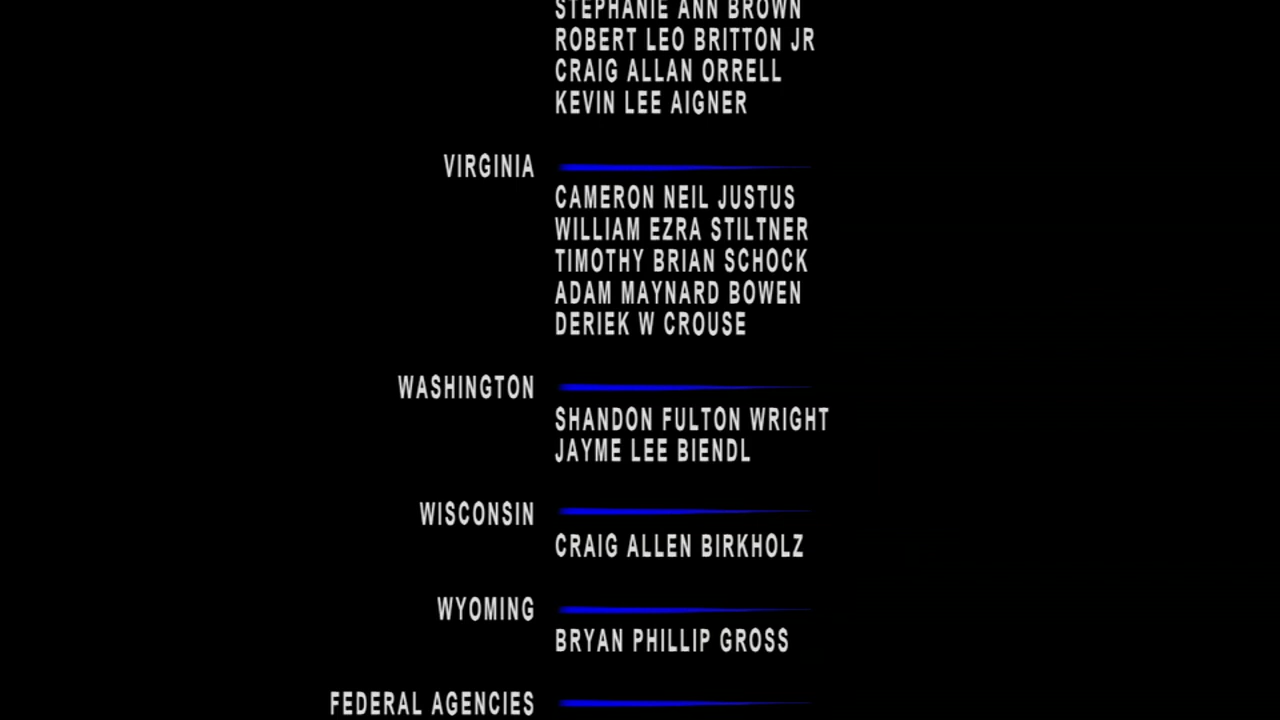 STEPHANIE ANN BROWN
ROBERT LEO BRITTON JR
CRAIG ALLAN ORRELL
KEVIN LEE AIGNER
VIRGINIA
CAMERON NEIL JUSTUS
WILLIAM EZRA STILTNER
TIMOTHY BRIAN SCHOCK
ADAM MAYNARD BOWEN
DERIEK W CROUSE
WASHINGTON
SHANDON FULTON WRIGHT
JAYME LEE BIENDL
WISCONSIN
CRAIG ALLEN BIRKHOLZ
WYOMING
BRYAN PHILLIP GROSS
FEDERAL AGENCIES